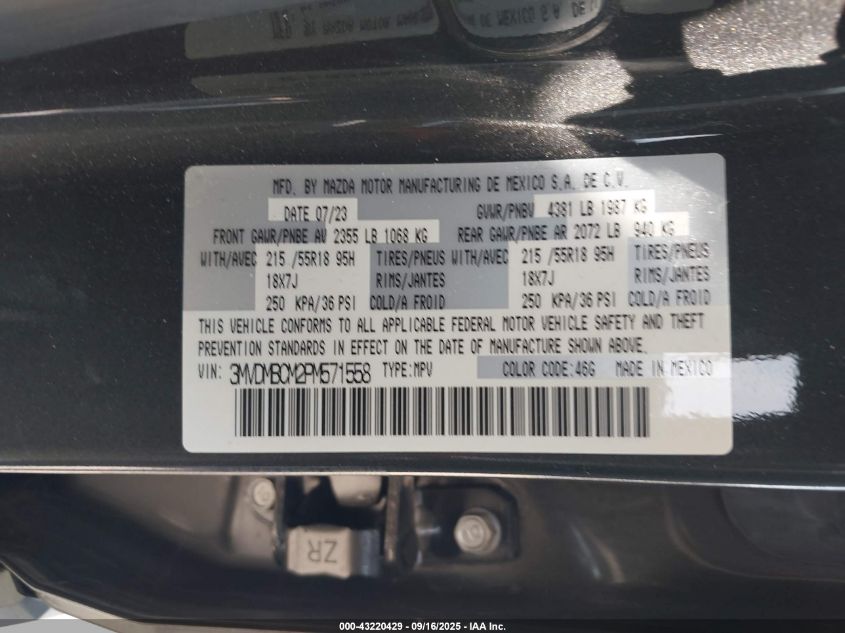 MFD. BY MAZDA MOTOR MANUFACTURING DE MEXICO S.A. DE C.V.
DATE 07/23 GVWR/PNBV 4381 LB 1987 KG
FRONT GAWR/PNBE AV 2355 LB 1068 KG REAR GAWR/PNBE AR 2072 LB 940 KG
WITH/AVEC 215 /55R18 95H TIRES/PNEUS WITH/AVEC 215 /55R18 95H TIRES/PNEUS
18X7J RIMS/JANTES 18X7J RIMS/JANTES
250 KPA/36 PSI COLD/A FROID 250 KPA/36 PSI COLD/A FROID
THIS VEHICLE CONFORMS TO ALL APPLICABLE FEDERAL MOTOR VEHICLE SAFETY AND THEFT
PREVENTION STANDARDS IN EFFECT ON THE DATE OF MANUFACTURE SHOWN ABOVE.
VIN: 3MVDMBCM2PM571558 TYPE:MPV COLOR CODE:46G MADE IN MEXICO
ZR
000-43220429 - 09/16/2025 - IAA Inc.